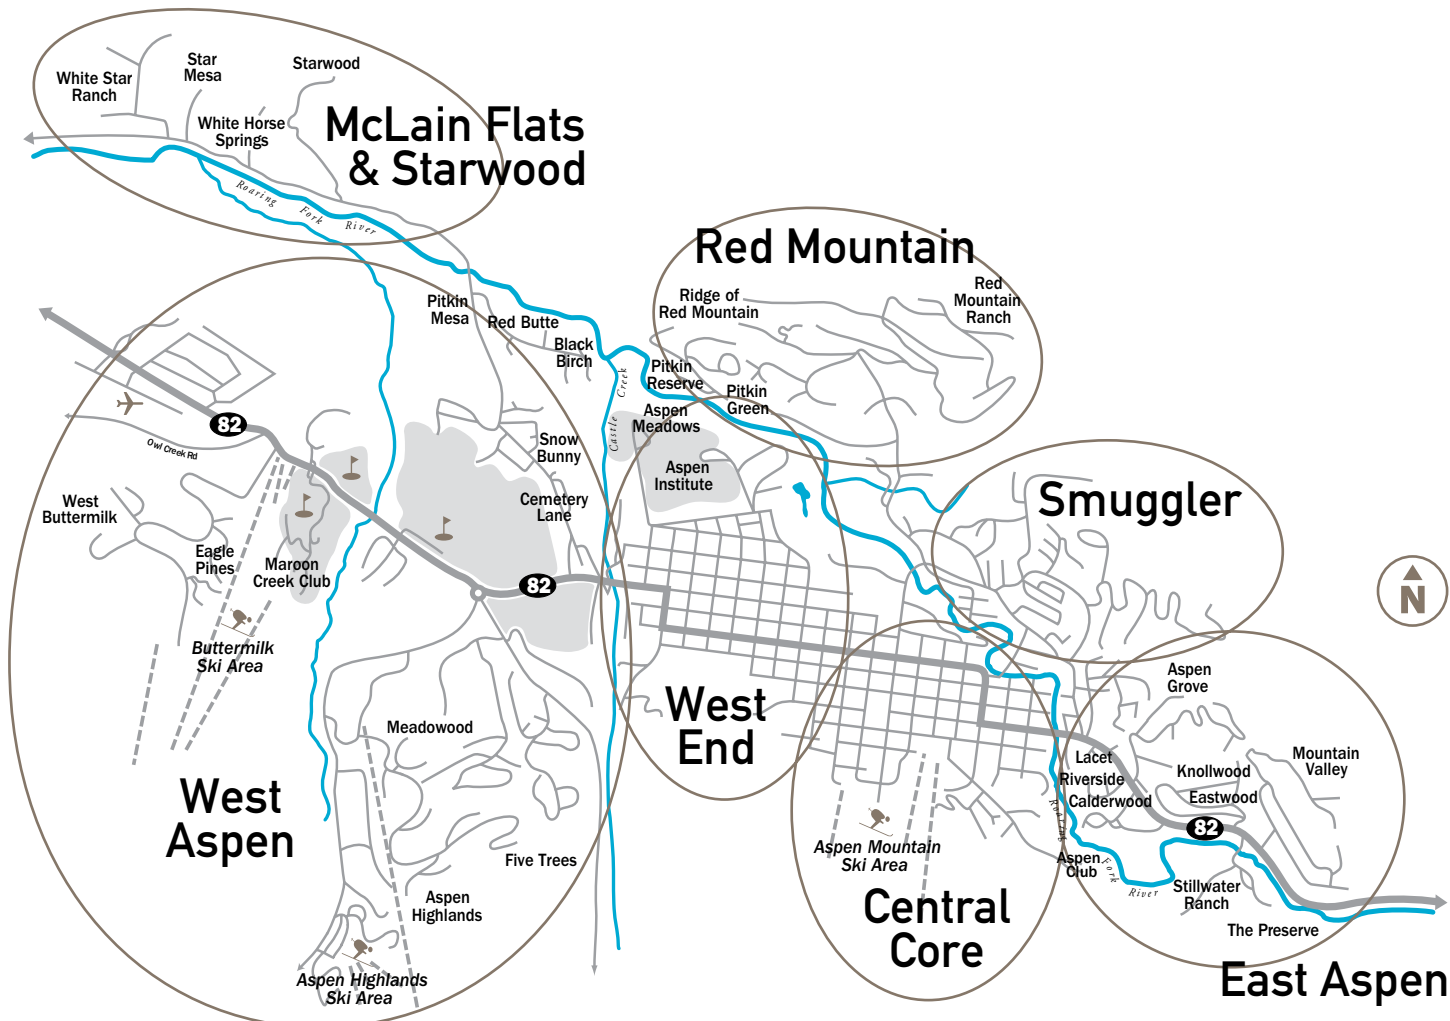 White Star
Ranch
Star
Mesa
Starwood
White Horse
Springs
McLain Flats
& Starwood
Roaring
Fork
River
Red Mountain
Ridge of
Red Mountain
Red
Mountain
Ranch
Pitkin
Mesa
Red Butte
Black
Birch
Pitkin
Reserve
Pitkin
Green
Castle
Creek
Aspen
Meadows
Aspen
Institute
82
Owl Creek Rd
Snow
Bunny
Cemetery
Lane
West
Buttermilk
Eagle
Pines
Maroon
Creek Club
82
Smuggler
N
Buttermilk
Ski Area
West
End
Meadowood
West
Aspen
Five Trees
Aspen
Highlands
Aspen Highlands
Ski Area
Aspen Mountain
Ski Area
Central
Core
Aspen
Grove
Lacet
Riverside
Calderwood
Knollwood
Eastwood
Mountain
Valley
82
Roaring
Fork
River
Aspen
Club
Stillwater
Ranch
The Preserve
East Aspen